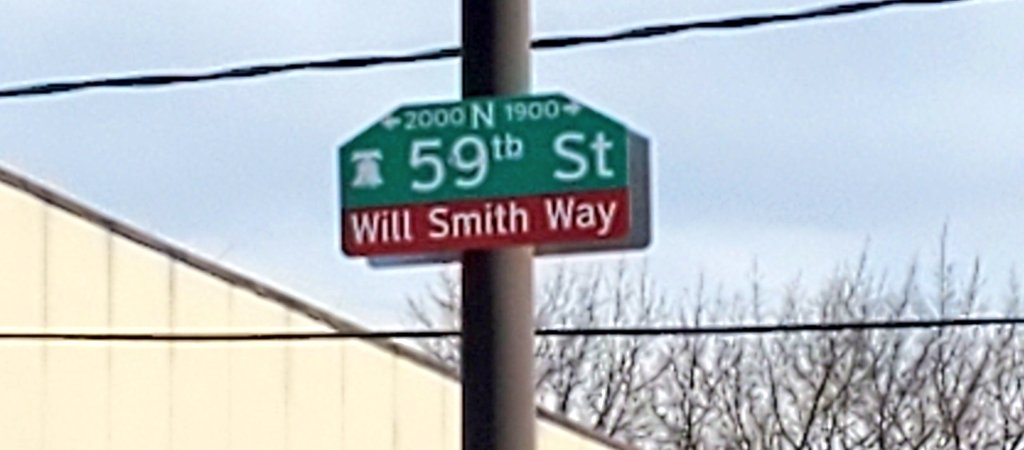 ← 2000 N 1900 →
59th St
Will Smith Way